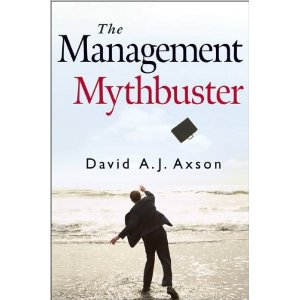 The
Management
Mythbuster
David A.J. Axson